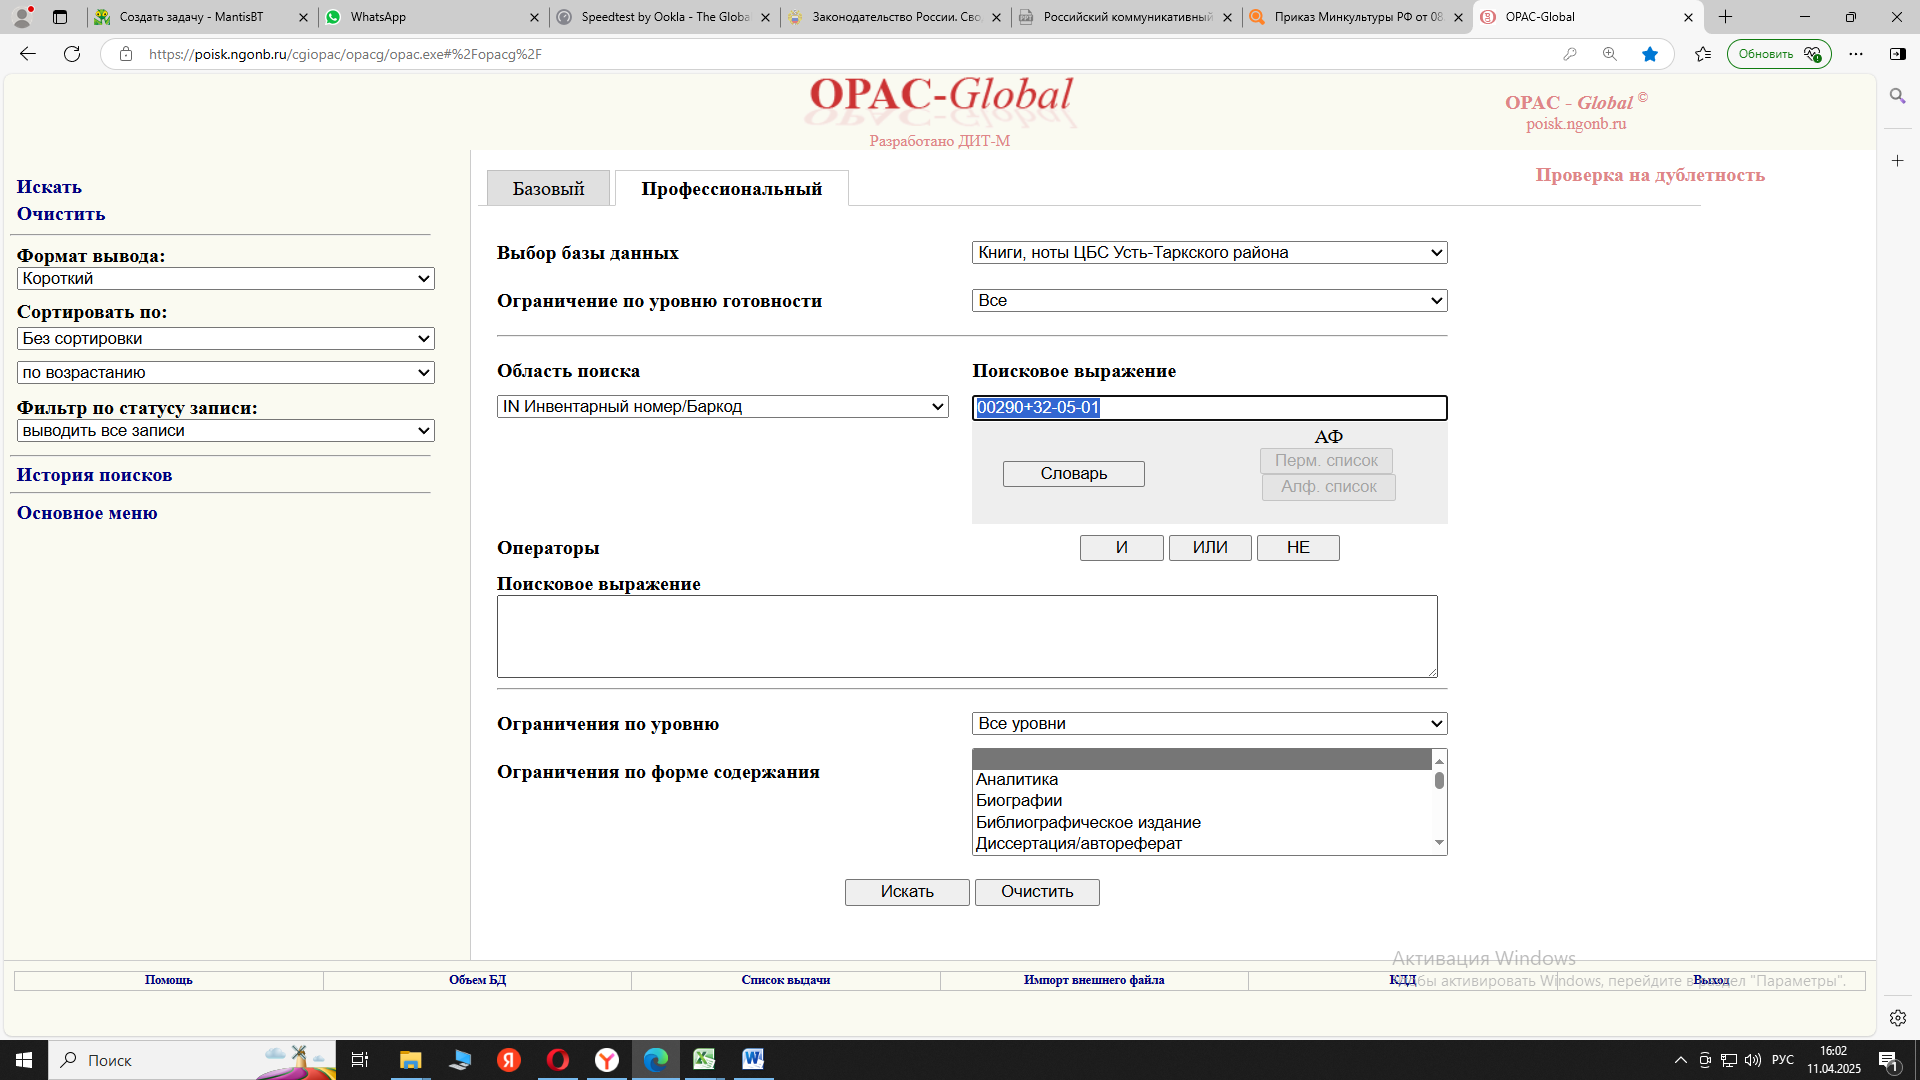 Создать задачу - MantisBT
WhatsApp
Speedtest by Ookla - The Globa
Законодательство России. Сво
Российский коммуникативный
Приказ Минкультуры РФ от 08
OPAC-Global
https://poisk.ngonb.ru/cgiopac/opacg/opac.exe#%2Fopacg%2F
Обновить
OPAC-Global
Разработано ДИТ-М
OPAC - Global ©
poisk.ngonb.ru
Искать
Очистить
Формат вывода:
Короткий
Сортировать по:
Без сортировки
по возрастанию
Фильтр по статусу записи:
выводить все записи
История поисков
Основное меню
Базовый
Профессиональный
Проверка на дублетность
Выбор базы данных
Книги, ноты ЦБС Усть-Таркского района
Ограничение по уровню готовности
Все
Область поиска
Поисковое выражение
IN Инвентарный номер/Баркод
00290+32-05-01
АФ
Словарь
Перм. список
Алф. список
Операторы
И
ИЛИ
НЕ
Поисковое выражение
Ограничения по уровню
Все уровни
Ограничения по форме содержания
Аналитика
Биографии
Библиографическое издание
Диссертация/автореферат
Искать
Очистить
Активация Windows
Чтобы активировать Windows, перейдите в раздел "Параметры".
Помощь
Объем БД
Список выдачи
Импорт внешнего файла
КДД
Выход
Поиск
РУС
16:02
11.04.2025
1